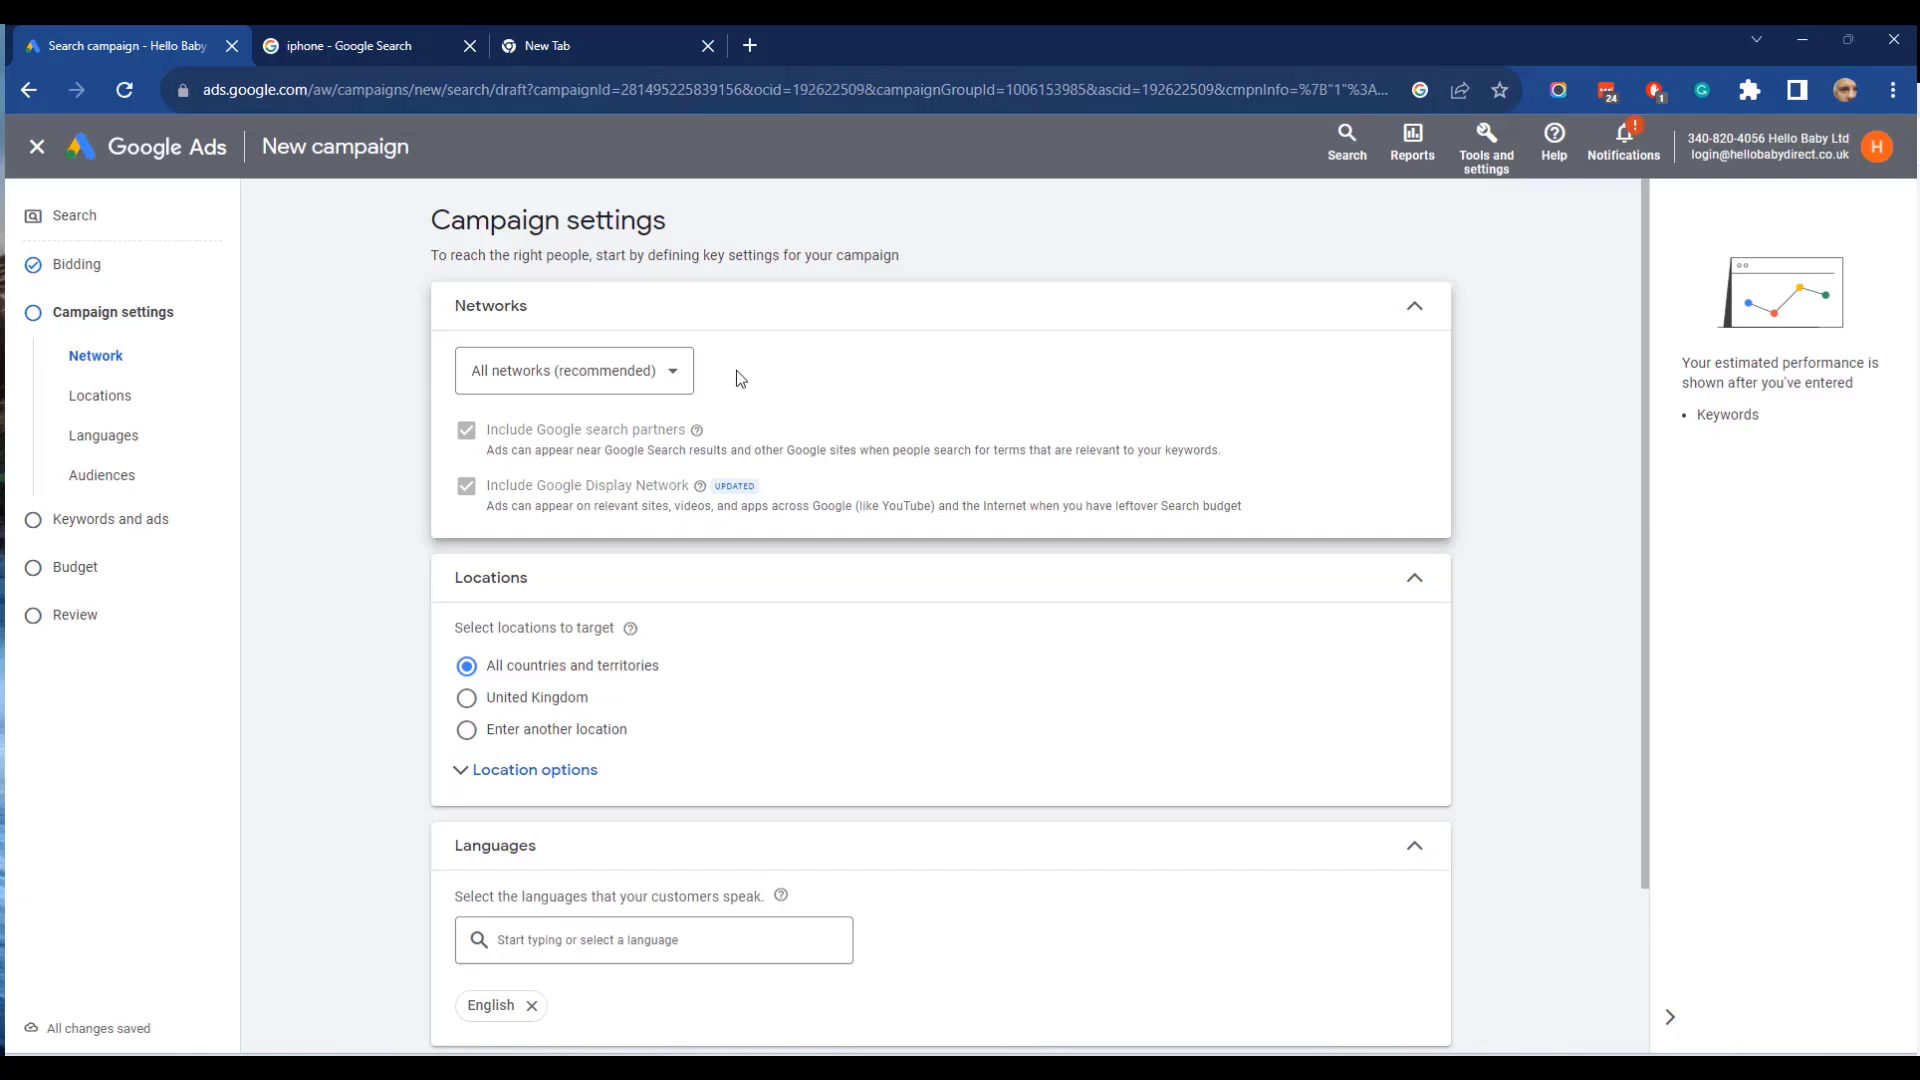 Search campaign - Hello Baby
iphone - Google Search
New Tab
ads.google.com/aw/campaigns/new/search/draft?campaignId=281495225839156&ocid=192622509&campaignGroupId=1006153985&ascid=192622509&cmpnInfo=%7B"1"%3A...
24
1
Google Ads
New campaign
Search
Reports
Tools and
settings
Help
Notifications
!
340-820-4056 Hello Baby Ltd
login@hellobabydirect.co.uk
H
Search
Bidding
Campaign settings
Network
Locations
Languages
Audiences
Keywords and ads
Budget
Review
All changes saved
Campaign settings
To reach the right people, start by defining key settings for your campaign
Networks
All networks (recommended)
Include Google search partners
Ads can appear near Google Search results and other Google sites when people search for terms that are relevant to your keywords.
Include Google Display Network UPDATED
Ads can appear on relevant sites, videos, and apps across Google (like YouTube) and the Internet when you have leftover Search budget
Locations
Select locations to target
All countries and territories
United Kingdom
Enter another location
Location options
Languages
Select the languages that your customers speak.
Start typing or select a language
English
Your estimated performance is
shown after you've entered
• Keywords